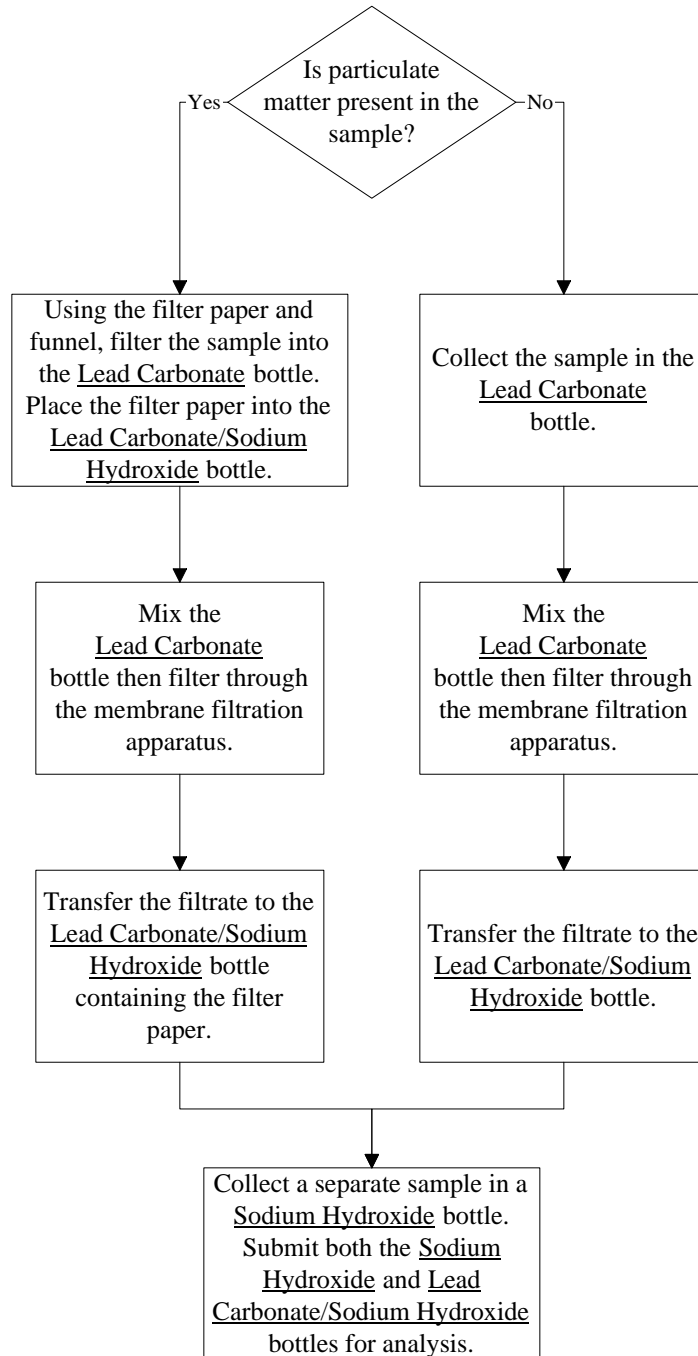 Is particulate
matter present in the
sample?
Yes
No
Using the filter paper and
funnel, filter the sample into
the Lead Carbonate bottle.
Place the filter paper into the
Lead Carbonate/Sodium
Hydroxide bottle.
Collect the sample in the
Lead Carbonate
bottle.
Mix the
Lead Carbonate
bottle then filter through
the membrane filtration
apparatus.
Mix the
Lead Carbonate
bottle then filter through
the membrane filtration
apparatus.
Transfer the filtrate to the
Lead Carbonate/Sodium
Hydroxide bottle
containing the filter
paper.
Transfer the filtrate to the
Lead Carbonate/Sodium
Hydroxide bottle.
Collect a separate sample in a
Sodium Hydroxide bottle.
Submit both the Sodium
Hydroxide and Lead
Carbonate/Sodium Hydroxide
bottles for analysis.